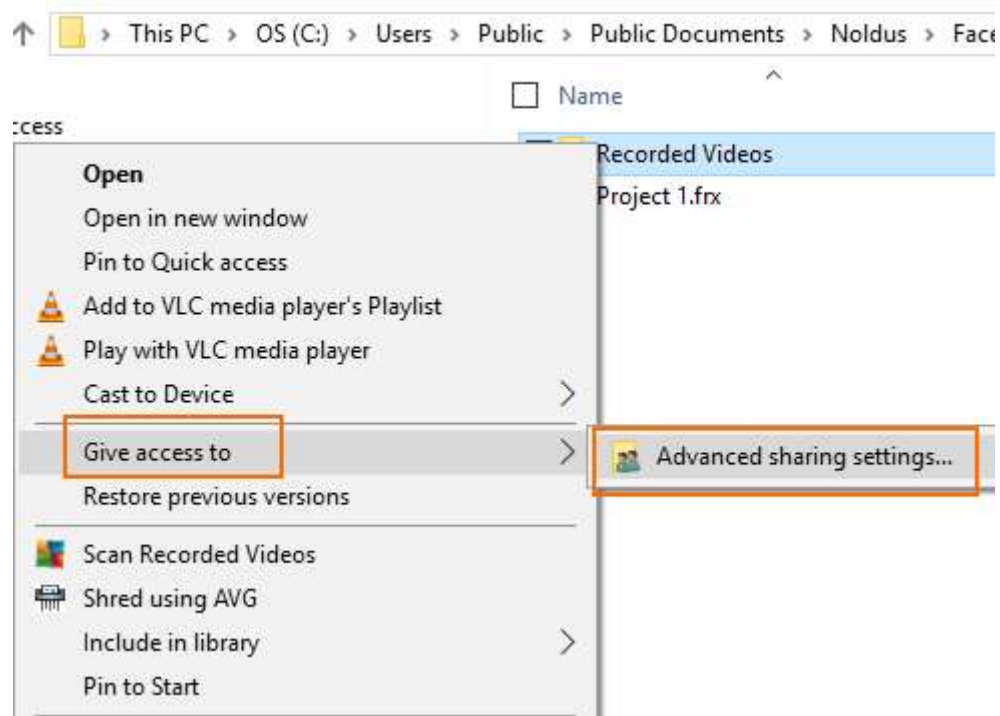 This PC > OS (C:) > Users > Public > Public Documents > Noldus > Face
Name
ccess
Recorded Videos
Project 1.frx
Open
Open in new window
Pin to Quick access
Add to VLC media player's Playlist
Play with VLC media player
Cast to Device
Give access to
Advanced sharing settings...
Restore previous versions
Scan Recorded Videos
Shred using AVG
Include in library
Pin to Start